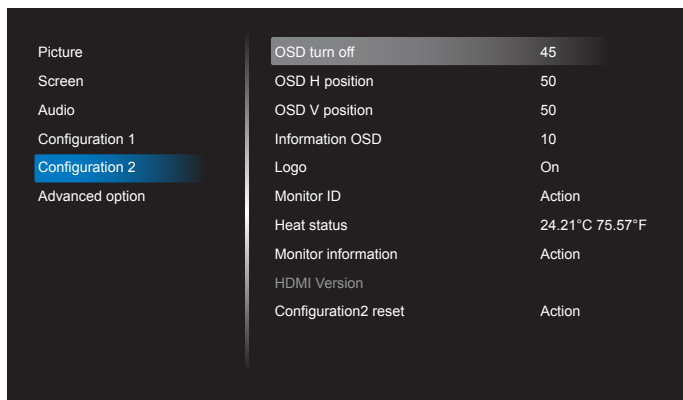 Picture
Screen
Audio
Configuration 1
Configuration 2
Advanced option
OSD turn off 45
OSD H position 50
OSD V position 50
Information OSD 10
Logo On
Monitor ID Action
Heat status 24.21°C 75.57°F
Monitor information Action
HDMI Version
Configuration2 reset Action